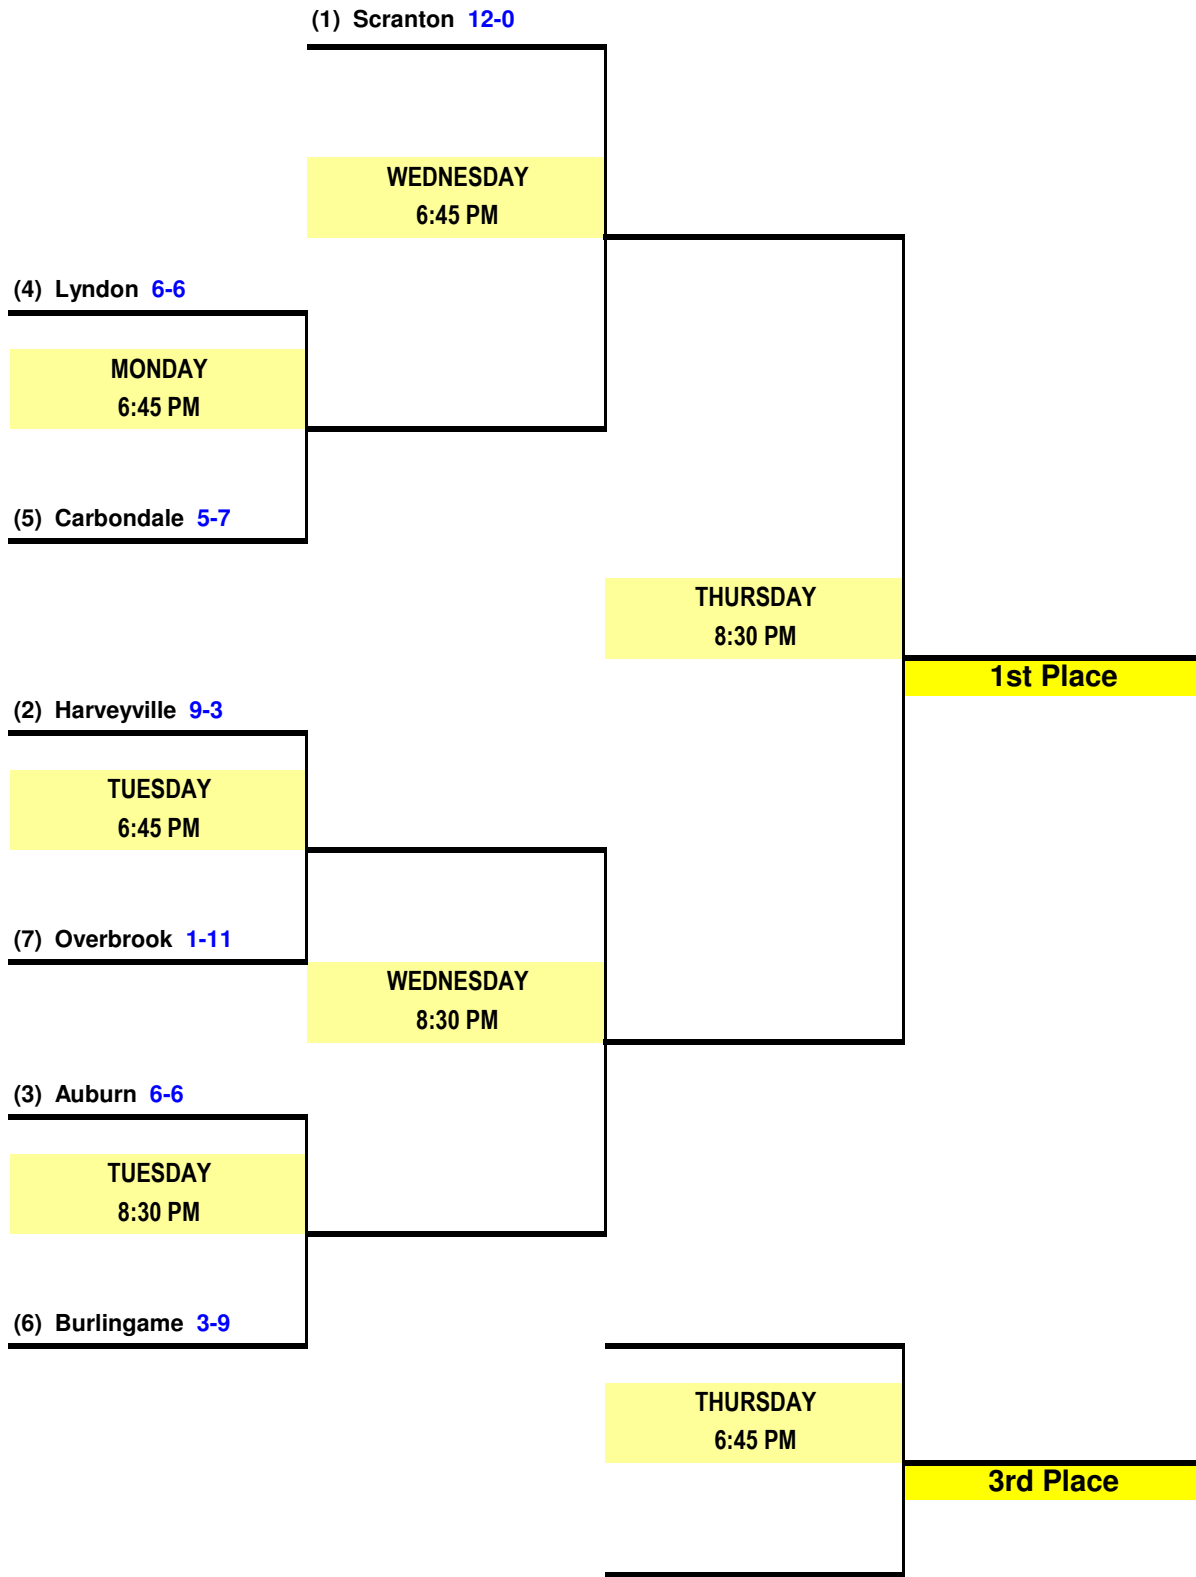 (1) Scranton 12-0
WEDNESDAY
6:45 PM
(4) Lyndon 6-6
MONDAY
6:45 PM
(5) Carbondale 5-7
THURSDAY
8:30 PM
1st Place
(2) Harveyville 9-3
TUESDAY
6:45 PM
(7) Overbrook 1-11
WEDNESDAY
8:30 PM
(3) Auburn 6-6
TUESDAY
8:30 PM
(6) Burlingame 3-9
THURSDAY
6:45 PM
3rd Place